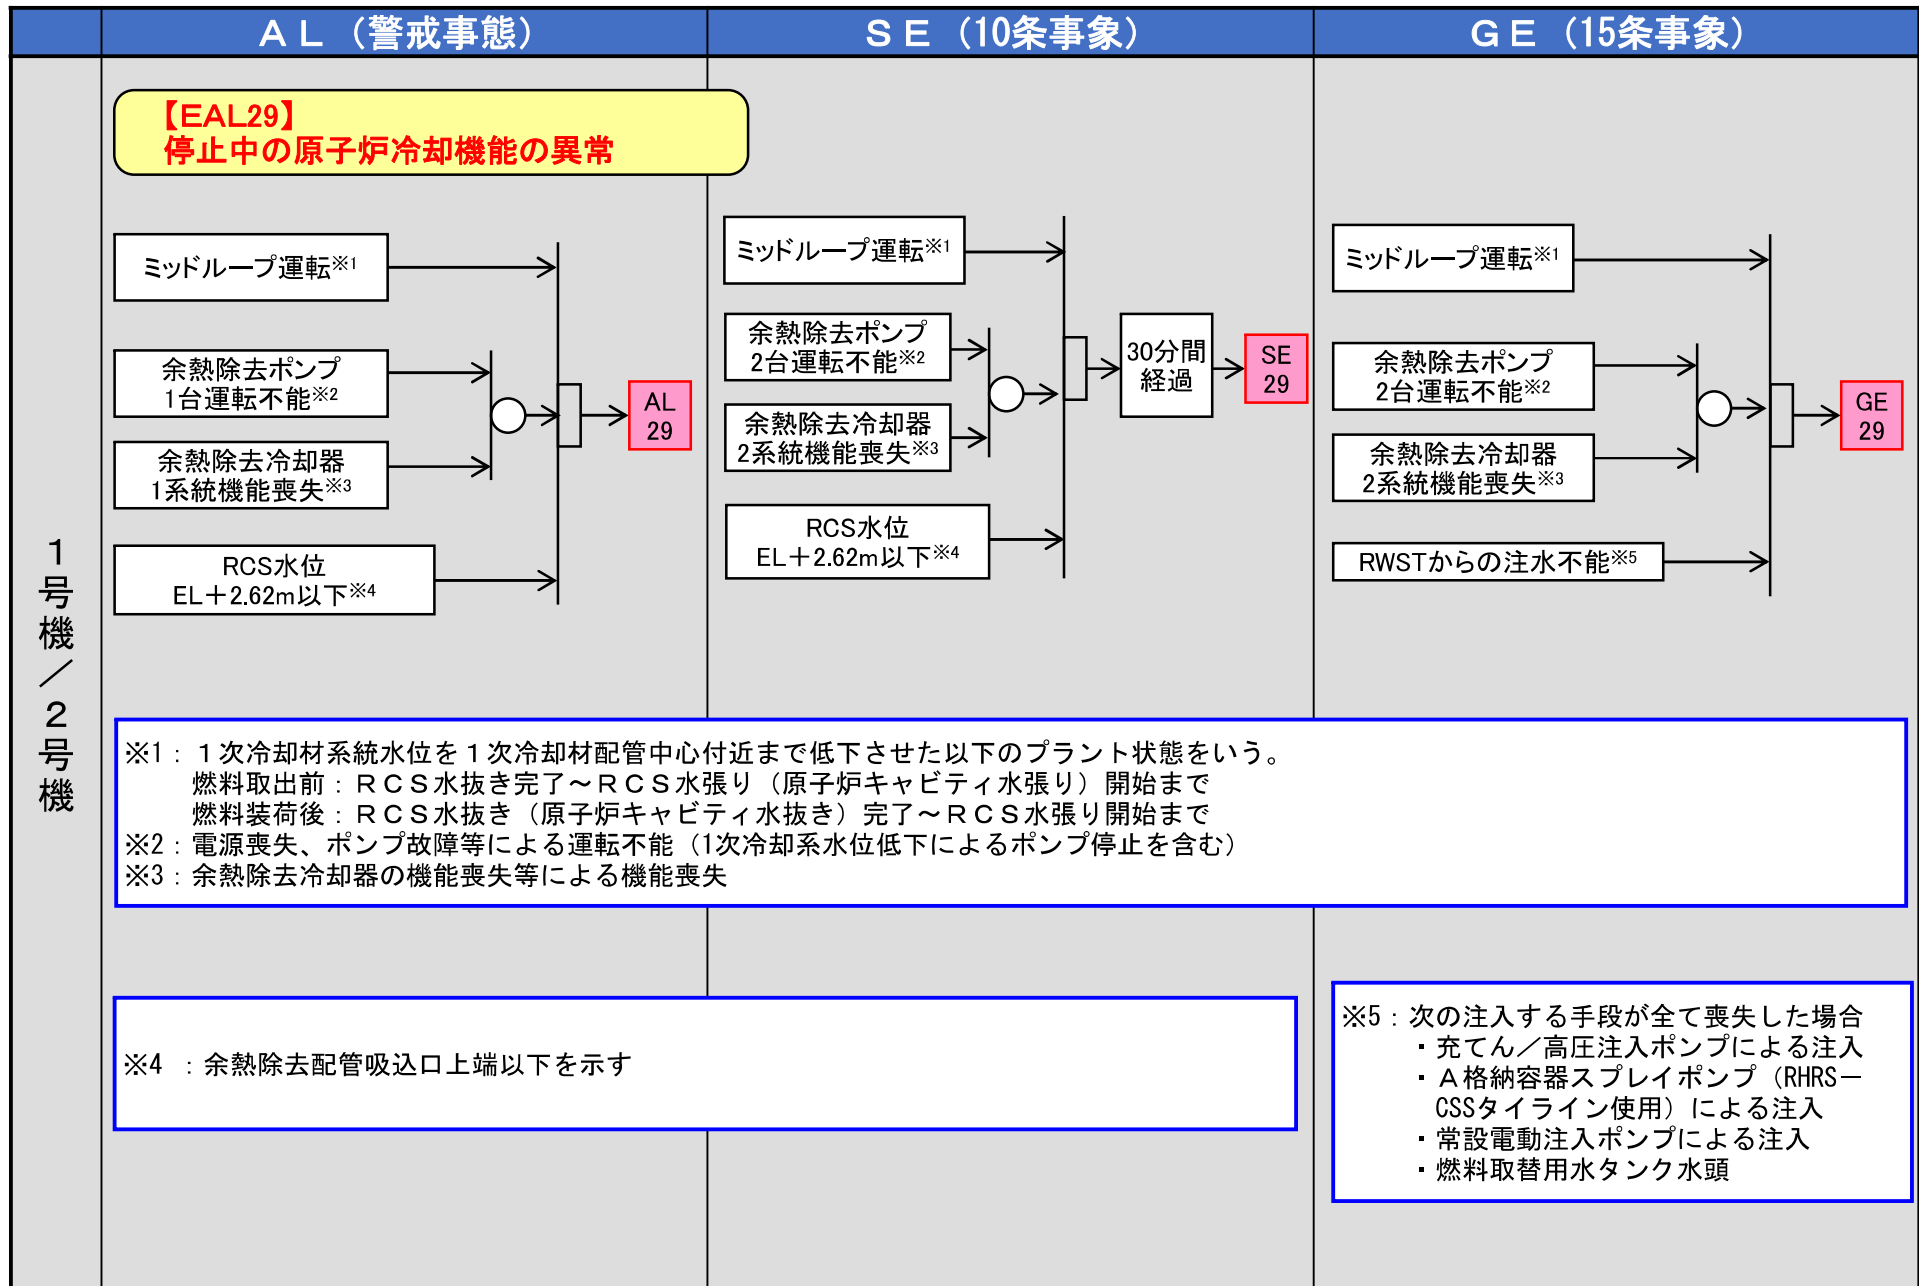 ＡＬ（警戒事態）
ＳＥ（10条事象）
ＧＥ（15条事象）
１号機／２号機
【EAL29】
停止中の原子炉冷却機能の異常
ミッドループ運転※1
余熱除去ポンプ
1台運転不能※2
余熱除去冷却器
1系統機能喪失※3
RCS水位
EL＋2.62m以下※4
AL
29
ミッドループ運転※1
余熱除去ポンプ
2台運転不能※2
余熱除去冷却器
2系統機能喪失※3
RCS水位
EL＋2.62m以下※4
30分間
経過
SE
29
ミッドループ運転※1
余熱除去ポンプ
2台運転不能※2
余熱除去冷却器
2系統機能喪失※3
RWSTからの注水不能※5
GE
29
※1：１次冷却材系統水位を１次冷却材配管中心付近まで低下させた以下のプラント状態をいう。
燃料取出前：ＲＣＳ水抜き完了～ＲＣＳ水張り（原子炉キャビティ水張り）開始まで
燃料装荷後：ＲＣＳ水抜き（原子炉キャビティ水抜き）完了～ＲＣＳ水張り開始まで
※2：電源喪失、ポンプ故障等による運転不能（1次冷却系水位低下によるポンプ停止を含む）
※3：余熱除去冷却器の機能喪失等による機能喪失
※4　：余熱除去配管吸込口上端以下を示す
※5：次の注入する手段が全て喪失した場合
・充てん／高圧注入ポンプによる注入
・Ａ格納容器スプレイポンプ（RHRS－
CSSタイライン使用）による注入
・常設電動注入ポンプによる注入
・燃料取替用水タンク水頭